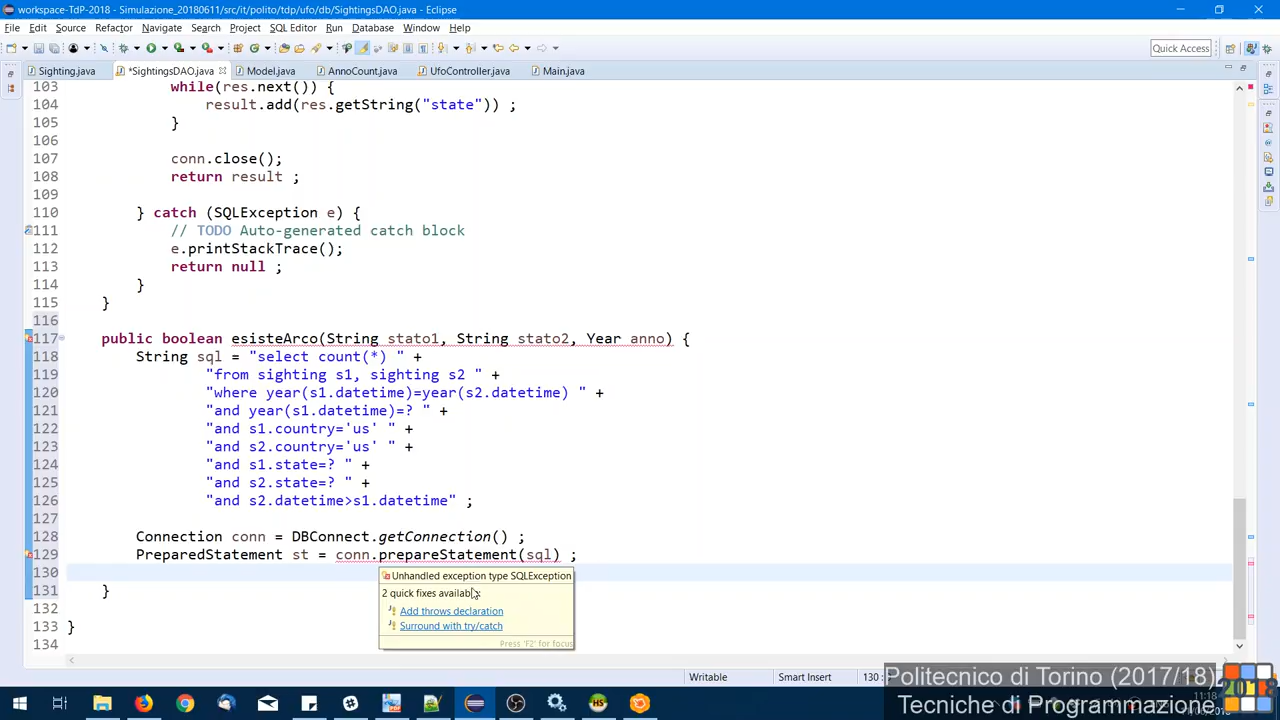 workspace-TdP-2018 - Simulazione_20180611/src/it/polito/tdp/ufo/db/SightingsDAO.java - Eclipse
File Edit Source Refactor Navigate Search Project SQL Editor Run Database Window Help
Quick Access
Sighting.java *SightingsDAO.java Model.java AnnoCount.java UfoController.java Main.java
103 while(res.next()) {
104 result.add(res.getString("state")) ;
105 }
106
107 conn.close();
108 return result ;
109
110 } catch (SQLException e) {
111 // TODO Auto-generated catch block
112 e.printStackTrace();
113 return null ;
114 }
115 }
116
117 public boolean esisteArco(String stato1, String stato2, Year anno) {
118 String sql = "select count(*) " +
119 "from sighting s1, sighting s2 " +
120 "where year(s1.datetime)=year(s2.datetime) " +
121 "and year(s1.datetime)=? " +
122 "and s1.country='us' " +
123 "and s2.country='us' " +
124 "and s1.state=? " +
125 "and s2.state=? " +
126 "and s2.datetime>s1.datetime" ;
127
128 Connection conn = DBConnect.getConnection() ;
129 PreparedStatement st = conn.prepareStatement(sql) ;
130
131 }
132
133 }
134
Unhandled exception type SQLException
2 quick fixes available:
Add throws declaration
Surround with try/catch
Press 'F2' for focus
Writable Smart Insert 130 :
Politecnico di Torino (2017/18)
Tecniche di Programmazione
11:18
2018